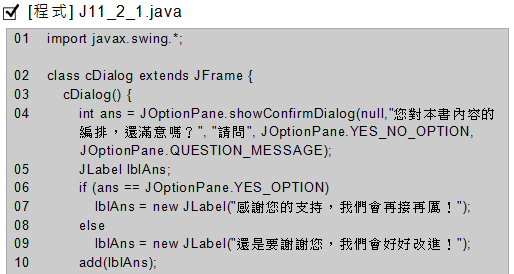 [程式] J11_2_1.java
01 import javax.swing.*;
02 class cDialog extends JFrame {
03 cDialog() {
04 int ans = JOptionPane.showConfirmDialog(null,"您對本書內容的
編排，還滿意嗎？", "請問", JOptionPane.YES_NO_OPTION,
JOptionPane.QUESTION_MESSAGE);
05 JLabel lblAns;
06 if (ans == JOptionPane.YES_OPTION)
07 lblAns = new JLabel("感謝您的支持，我們會再接再厲！");
08 else
09 lblAns = new JLabel("還是要謝謝您，我們會好好改進！");
10 add(lblAns);